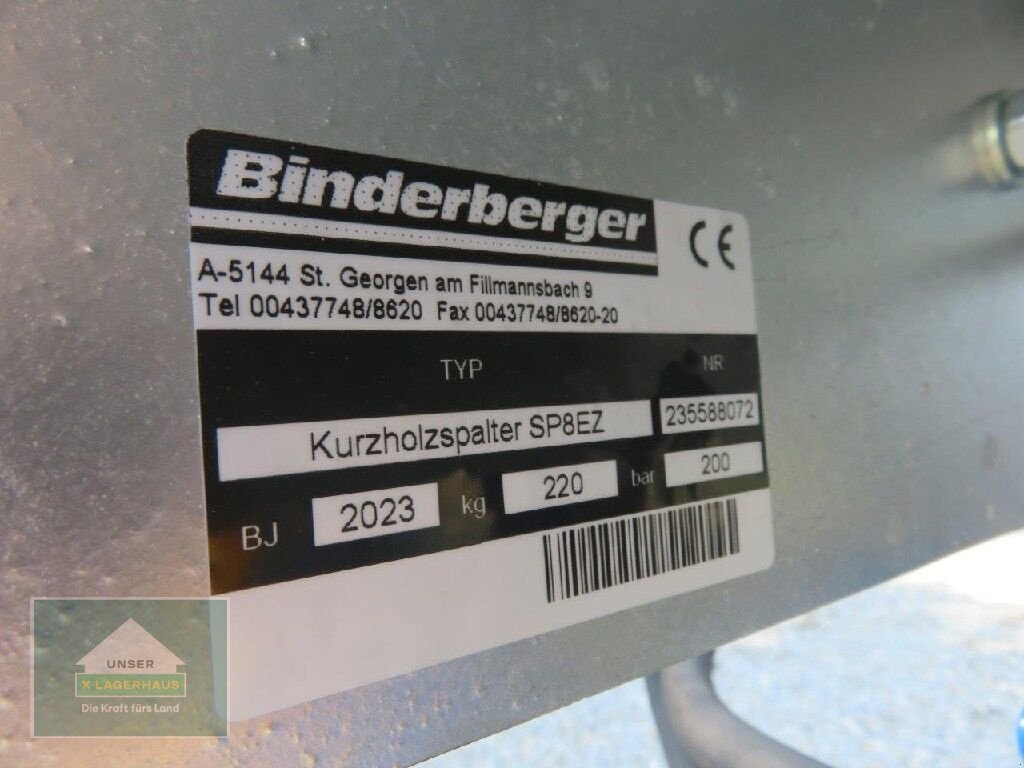 Binderberger
CE
A-5144 St. Georgen am Fillmannsbach 9
Tel 00437748/8620 Fax 00437748/8620-20
TYP NR
Kurzholzspalter SP8EZ 235588072
BJ 2023 kg 220 bar 200
UNSER
X LAGERHAUS
Die Kraft fürs Land